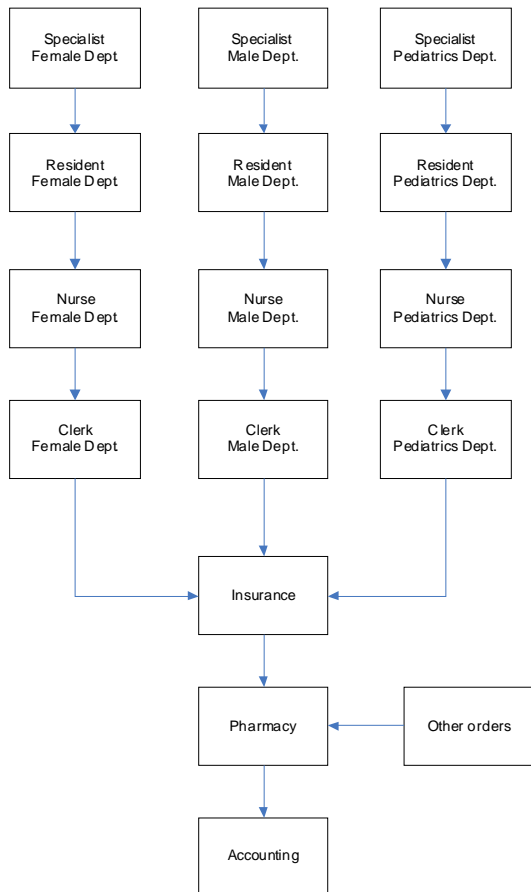 Specialist
Female Dept.
Specialist
Male Dept.
Specialist
Pediatrics Dept.
Resident
Female Dept.
Resident
Male Dept.
Resident
Pediatrics Dept.
Nurse
Female Dept.
Nurse
Male Dept.
Nurse
Pediatrics Dept.
Clerk
Female Dept.
Clerk
Male Dept.
Clerk
Pediatrics Dept.
Insurance
Pharmacy
Other orders
Accounting